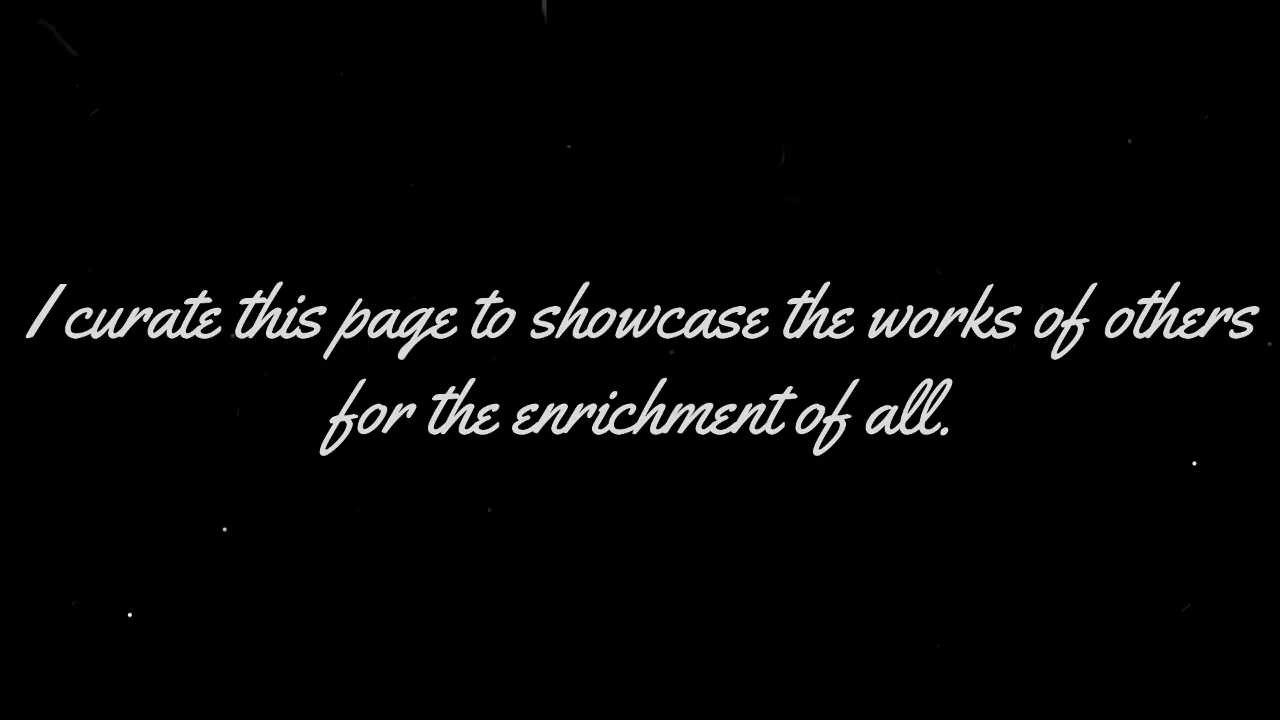 I curate this page to showcase the works of others
for the enrichment of all.